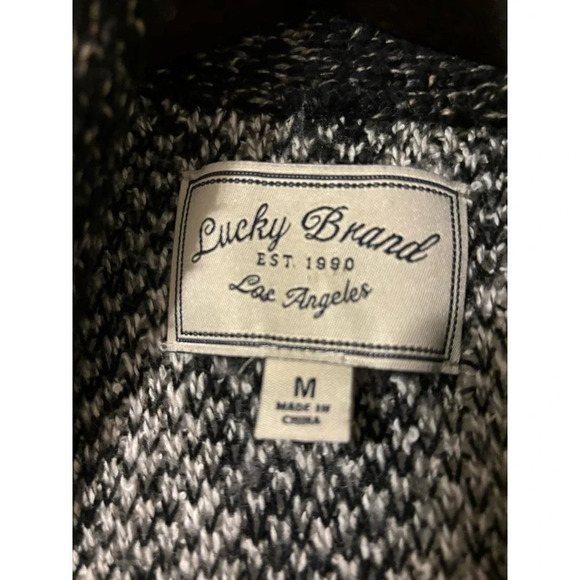 Lucky Brand
EST. 1990
Los Angeles
M
MADE IN
CHINA